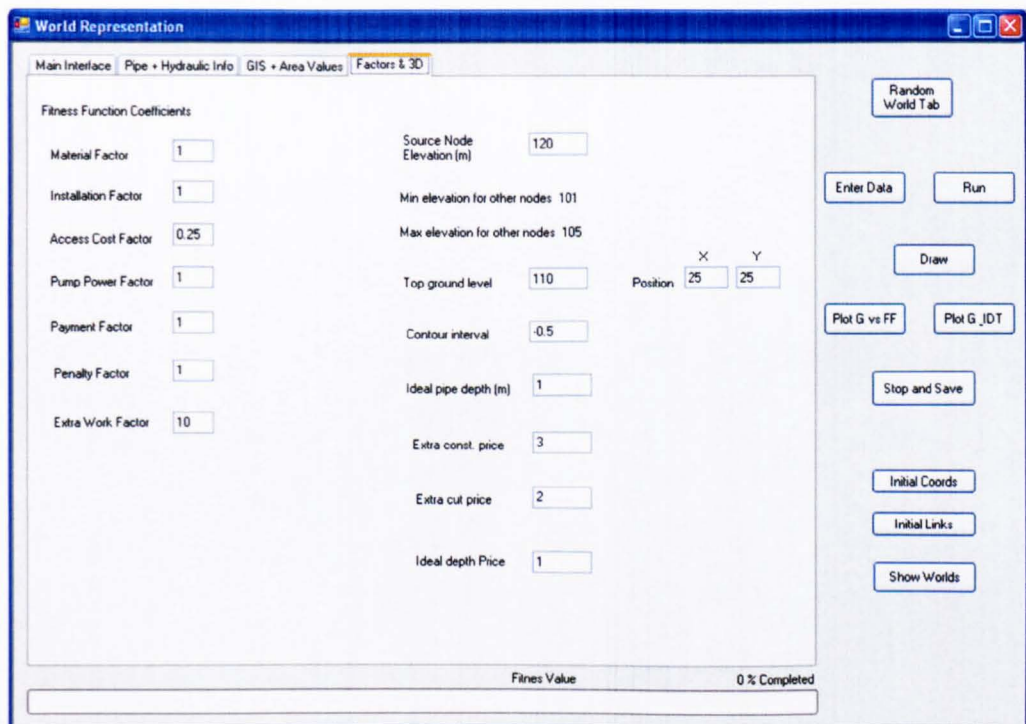 World Representation
Main Interlace Pipe + Hydraulic Info GIS + Area Values Factors & 3D
Random
World Tab
Fitness Function Coefficients
Material Factor 1
Source Node
Elevation (m) 120
Installation Factor 1
Min elevation for other nodes 101
Enter Data Run
Access Cost Factor 0.25
Max elevation for other nodes 105
Draw
X Y
Pump Power Factor 1
Top ground level 110
Position 25 25
Payment Factor 1
Contour interval -0.5
Plot G vs FF Plot G_IDT
Penalty Factor 1
Ideal pipe depth (m) 1
Stop and Save
Extra Work Factor 10
Extra const. price 3
Initial Coords
Extra cut price 2
Initial Links
Ideal depth Price 1
Show Worlds
Fitnes Value 0 % Completed